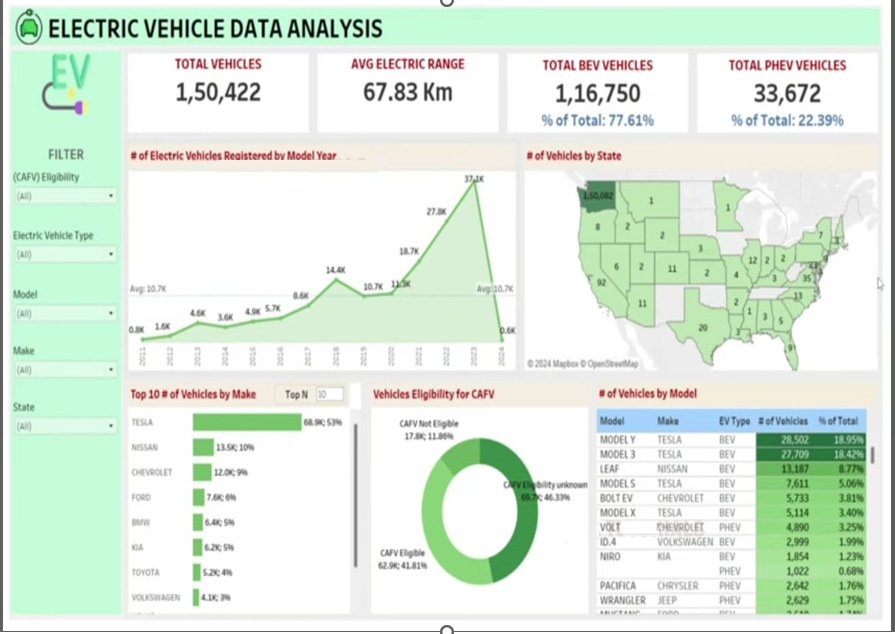 ELECTRIC VEHICLE DATA ANALYSIS
EV
TOTAL VEHICLES
1,50,422
AVG ELECTRIC RANGE
67.83 Km
TOTAL BEV VEHICLES
1,16,750
% of Total: 77.61%
TOTAL PHEV VEHICLES
33,672
% of Total: 22.39%
FILTER
(CAFV) Eligibility
(All)
Electric Vehicle Type
(All)
Model
(All)
Make
(All)
State
(All)
# of Electric Vehicles Registered by Model Year
37.1K
27.8K
18.7K
14.4K
Avg: 10.7K
8.6K
10.7K
11.3K
Avg: 10.7K
0.8K
1.6K
4.6K
3.6K
4.9K
5.7K
0.6K
2011
2012
2013
2014
2015
2016
2017
2018
2019
2020
2021
2022
2023
2024
# of Vehicles by State
1,50,082
1
1
8
2
2
7
3
3
6
2
11
2
4
12
2
2
3
35
92
11
2
13
1
3
5
20
3
9
© 2024 Mapbox © OpenStreetMap
Top 10 # of Vehicles by Make
Top N
10
TESLA 68.9K; 53%
NISSAN 13.5K; 10%
CHEVROLET 12.0K; 9%
FORD 7.6K; 6%
BMW 6.4K; 5%
KIA 6.2K; 5%
TOYOTA 5.2K; 4%
VOLKSWAGEN 4.1K; 3%
Vehicles Eligibility for CAFV
CAFV Not Eligible
17.8K; 11.86%
CAFV Eligibility unknown
69.7K; 46.33%
CAFV Eligible
62.9K; 41.81%
# of Vehicles by Model
Model Make EV Type # of Vehicles % of Total
MODEL Y TESLA BEV 28,502 18.95%
MODEL 3 TESLA BEV 27,709 18.42%
LEAF NISSAN BEV 13,187 8.77%
MODEL S TESLA BEV 7,611 5.06%
BOLT EV CHEVROLET BEV 5,733 3.81%
MODEL X TESLA BEV 5,114 3.40%
VOLT CHEVROLET PHEV 4,890 3.25%
ID.4 VOLKSWAGEN BEV 2,999 1.99%
NIRO KIA BEV 1,854 1.23%
PHEV 1,022 0.68%
PACIFICA CHRYSLER PHEV 2,642 1.76%
WRANGLER JEEP PHEV 2,629 1.75%